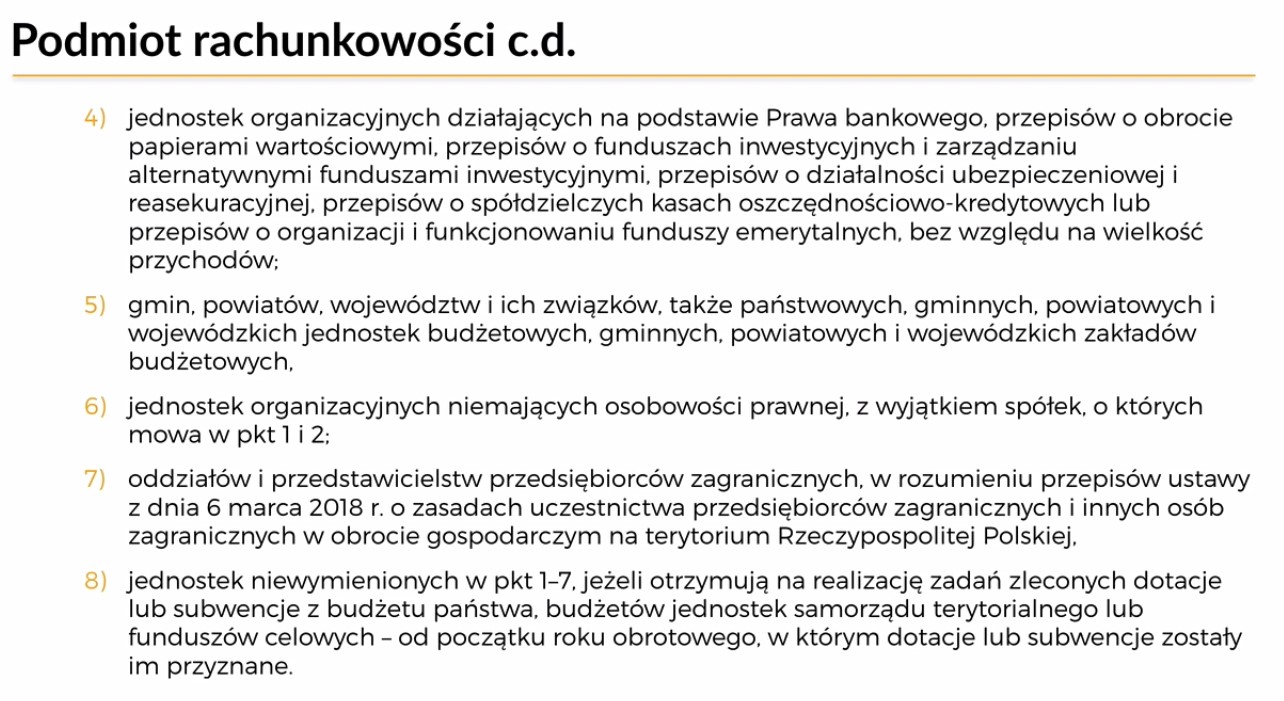 Podmiot rachunkowości c.d.
4) jednostek organizacyjnych działających na podstawie Prawa bankowego, przepisów o obrocie
papierami wartościowymi, przepisów o funduszach inwestycyjnych i zarządzaniu
alternatywnymi funduszami inwestycyjnymi, przepisów o działalności ubezpieczeniowej i
reasekuracyjnej, przepisów o spółdzielczych kasach oszczędnościowo-kredytowych lub
przepisów o organizacji i funkcjonowaniu funduszy emerytalnych, bez względu na wielkość
przychodów;
5) gmin, powiatów, województw i ich związków, także państwowych, gminnych, powiatowych i
wojewódzkich jednostek budżetowych, gminnych, powiatowych i wojewódzkich zakładów
budżetowych,
6) jednostek organizacyjnych niemających osobowości prawnej, z wyjątkiem spółek, o których
mowa w pkt 1 i 2;
7) oddziałów i przedstawicielstw przedsiębiorców zagranicznych, w rozumieniu przepisów ustawy
z dnia 6 marca 2018 r. o zasadach uczestnictwa przedsiębiorców zagranicznych i innych osób
zagranicznych w obrocie gospodarczym na terytorium Rzeczypospolitej Polskiej,
8) jednostek niewymienionych w pkt 1–7, jeżeli otrzymują na realizację zadań zleconych dotacje
lub subwencje z budżetu państwa, budżetów jednostek samorządu terytorialnego lub
funduszów celowych – od początku roku obrotowego, w którym dotacje lub subwencje zostały
im przyznane.